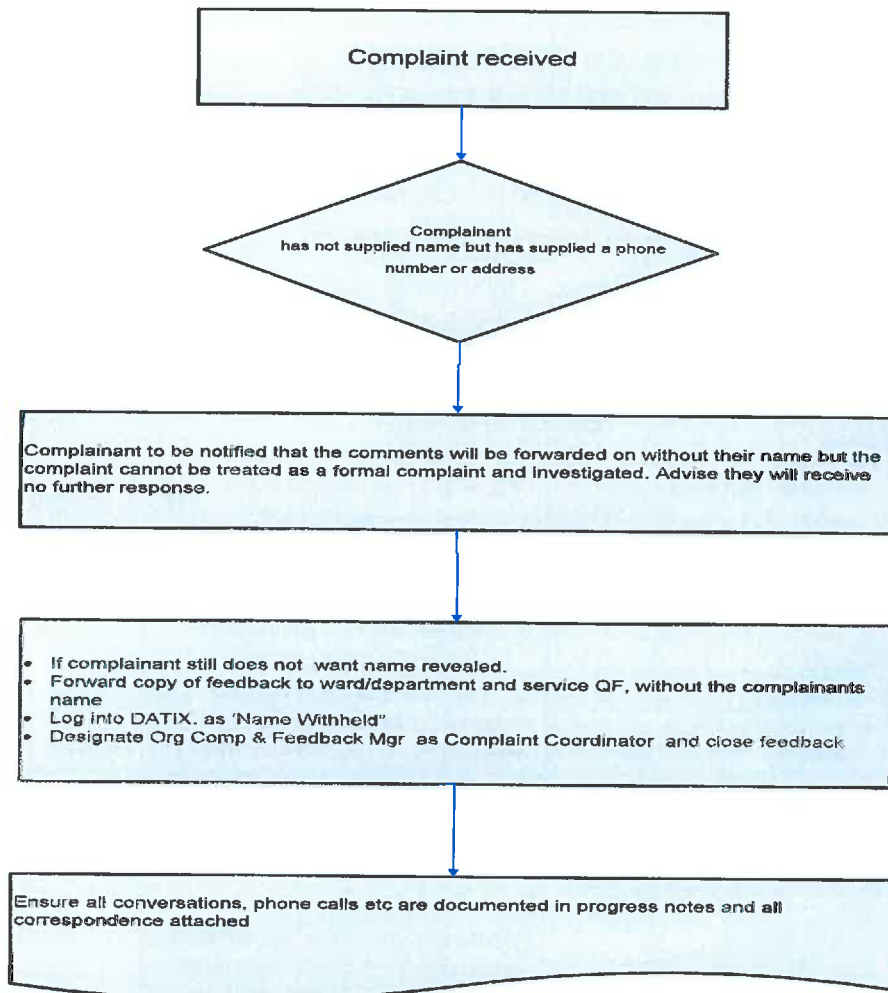 Complaint received
Complainant
has not supplied name but has supplied a phone
number or address
Complainant to be notified that the comments will be forwarded on without their name but the
complaint cannot be treated as a formal complaint and investigated. Advise they will receive
no further response.
• If complainant still does not want name revealed.
• Forward copy of feedback to ward/department and service QF, without the complainants
name
• Log into DATIX. as 'Name Withheld"
• Designate Org Comp & Feedback Mgr as Complaint Coordinator and close feedback
Ensure all conversations, phone calls etc are documented in progress notes and all
correspondence attached